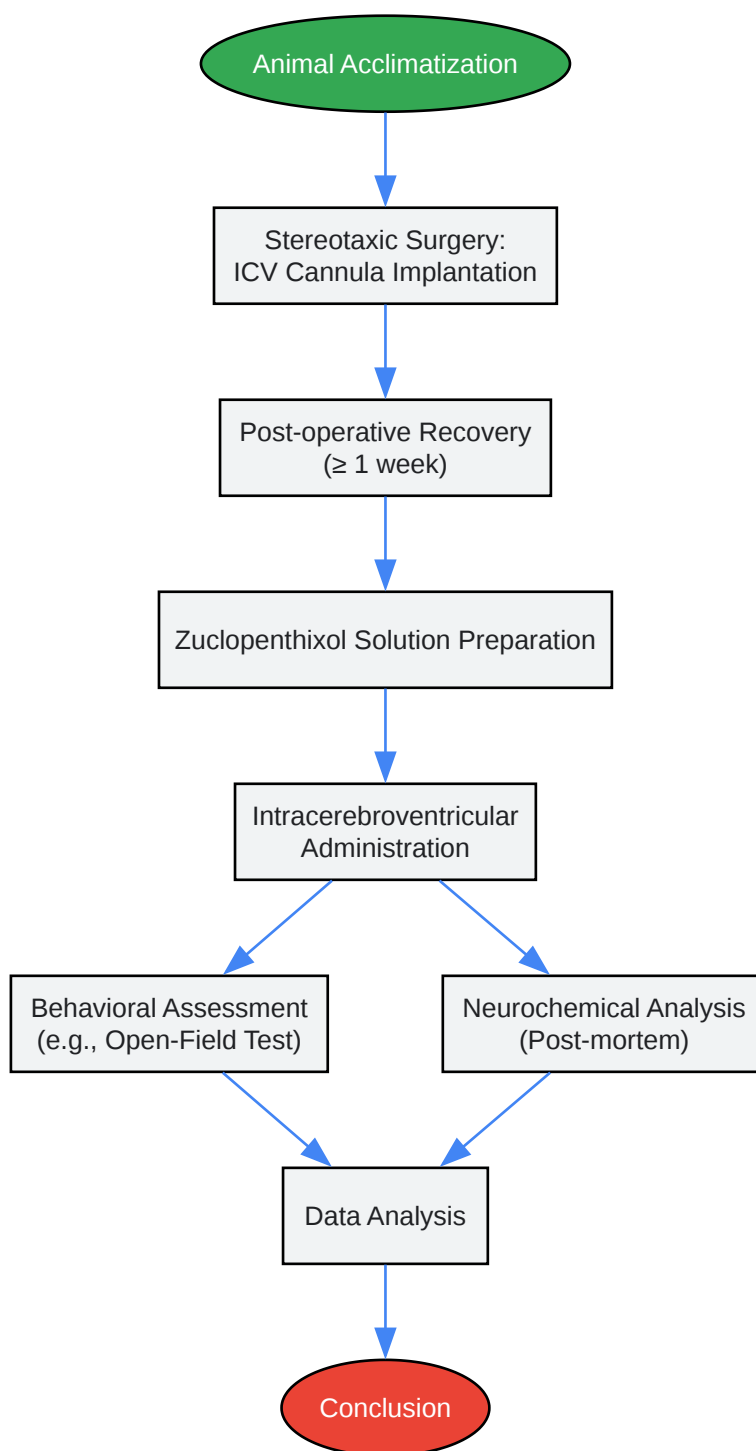 Animal Acclimatization
Stereotaxic Surgery:
ICV Cannula Implantation
Post-operative Recovery
(≥ 1 week)
Zuclopenthixol Solution Preparation
Intracerebroventricular
Administration
Behavioral Assessment
(e.g., Open-Field Test)
Neurochemical Analysis
(Post-mortem)
Data Analysis
Conclusion